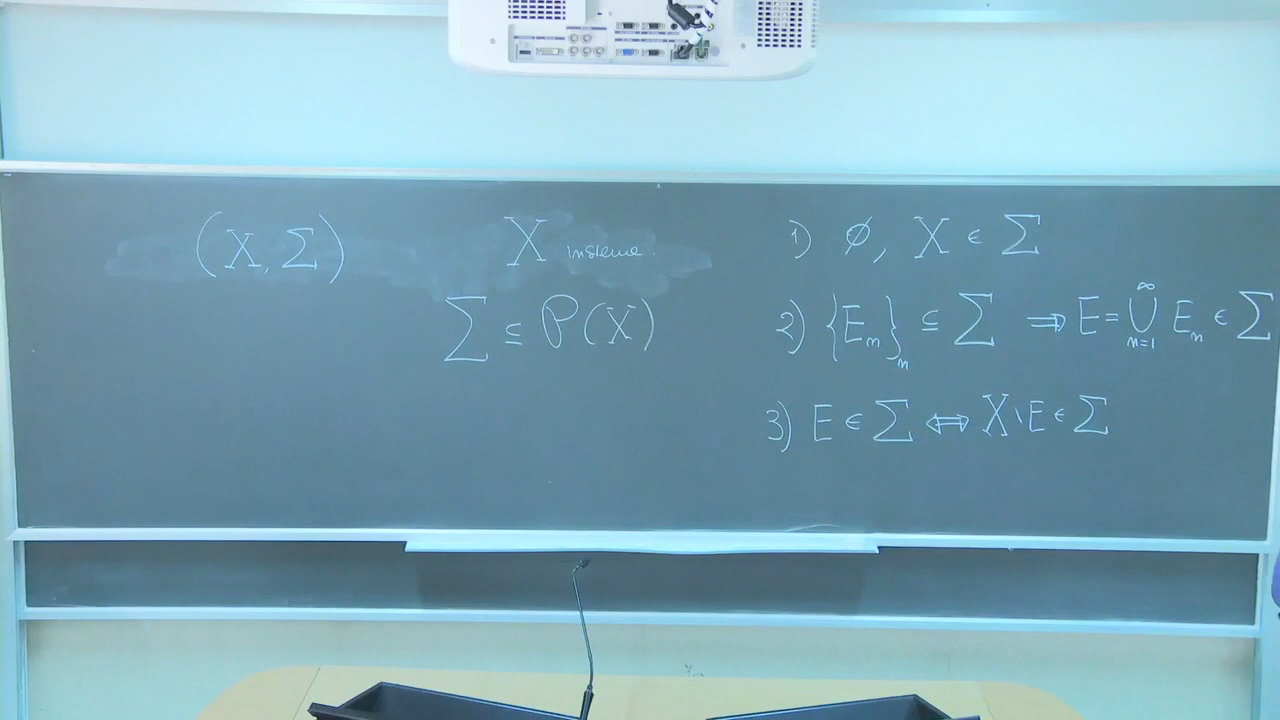 (X, Σ)
X insieme.
Σ ⊆ P(X)
1) ∅, X ∈ Σ
2) {E_n}_n ⊆ Σ ⟹ E = ⋃_{n=1}^∞ E_n ∈ Σ
3) E ∈ Σ ⟺ X \ E ∈ Σ